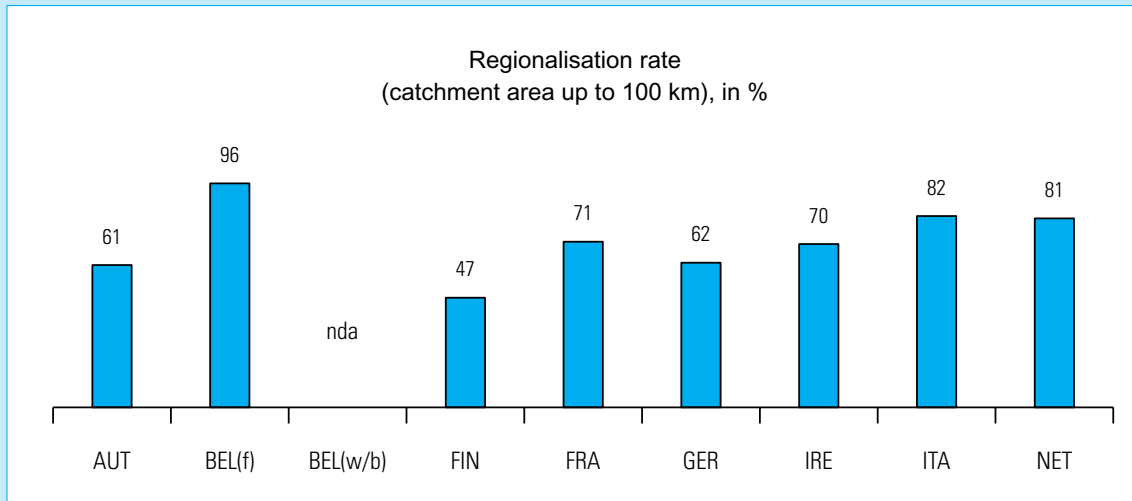 Regionalisation rate
(catchment area up to 100 km), in %
61
96
nda
47
71
62
70
82
81
AUT
BEL(f)
BEL(w/b)
FIN
FRA
GER
IRE
ITA
NET